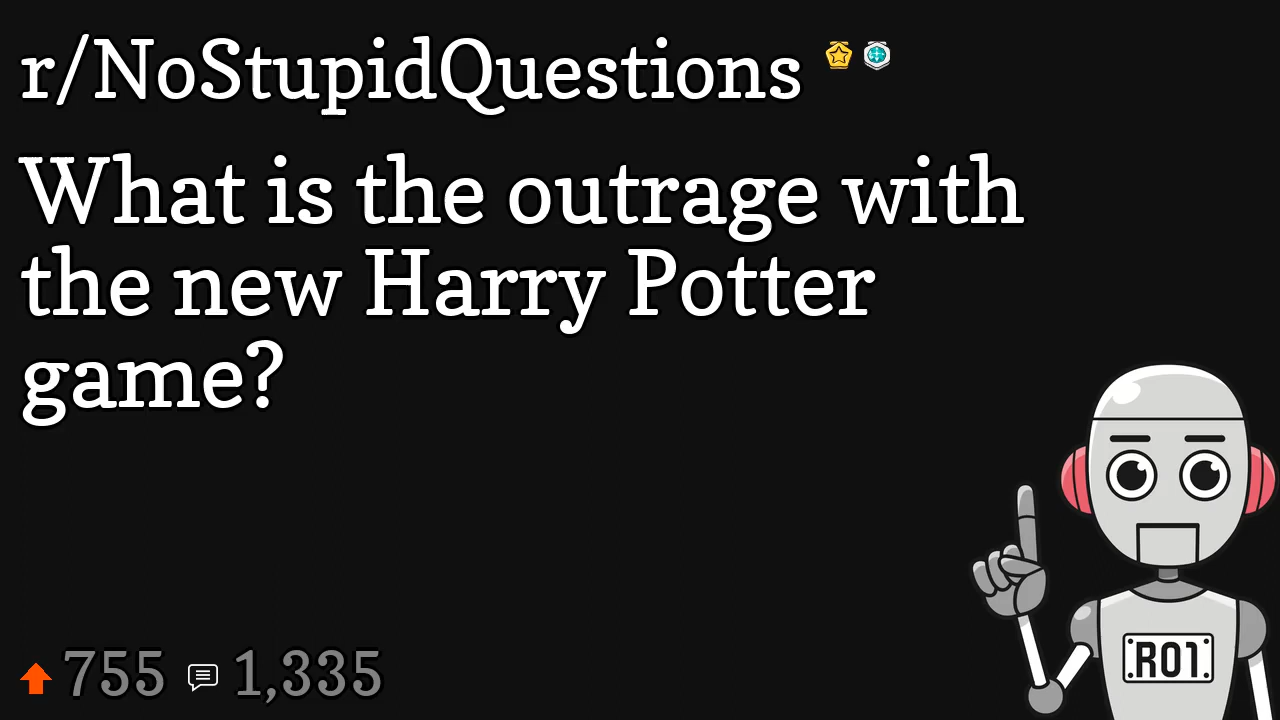 r/NoStupidQuestions
What is the outrage with
the new Harry Potter
game?
755 1,335
R01